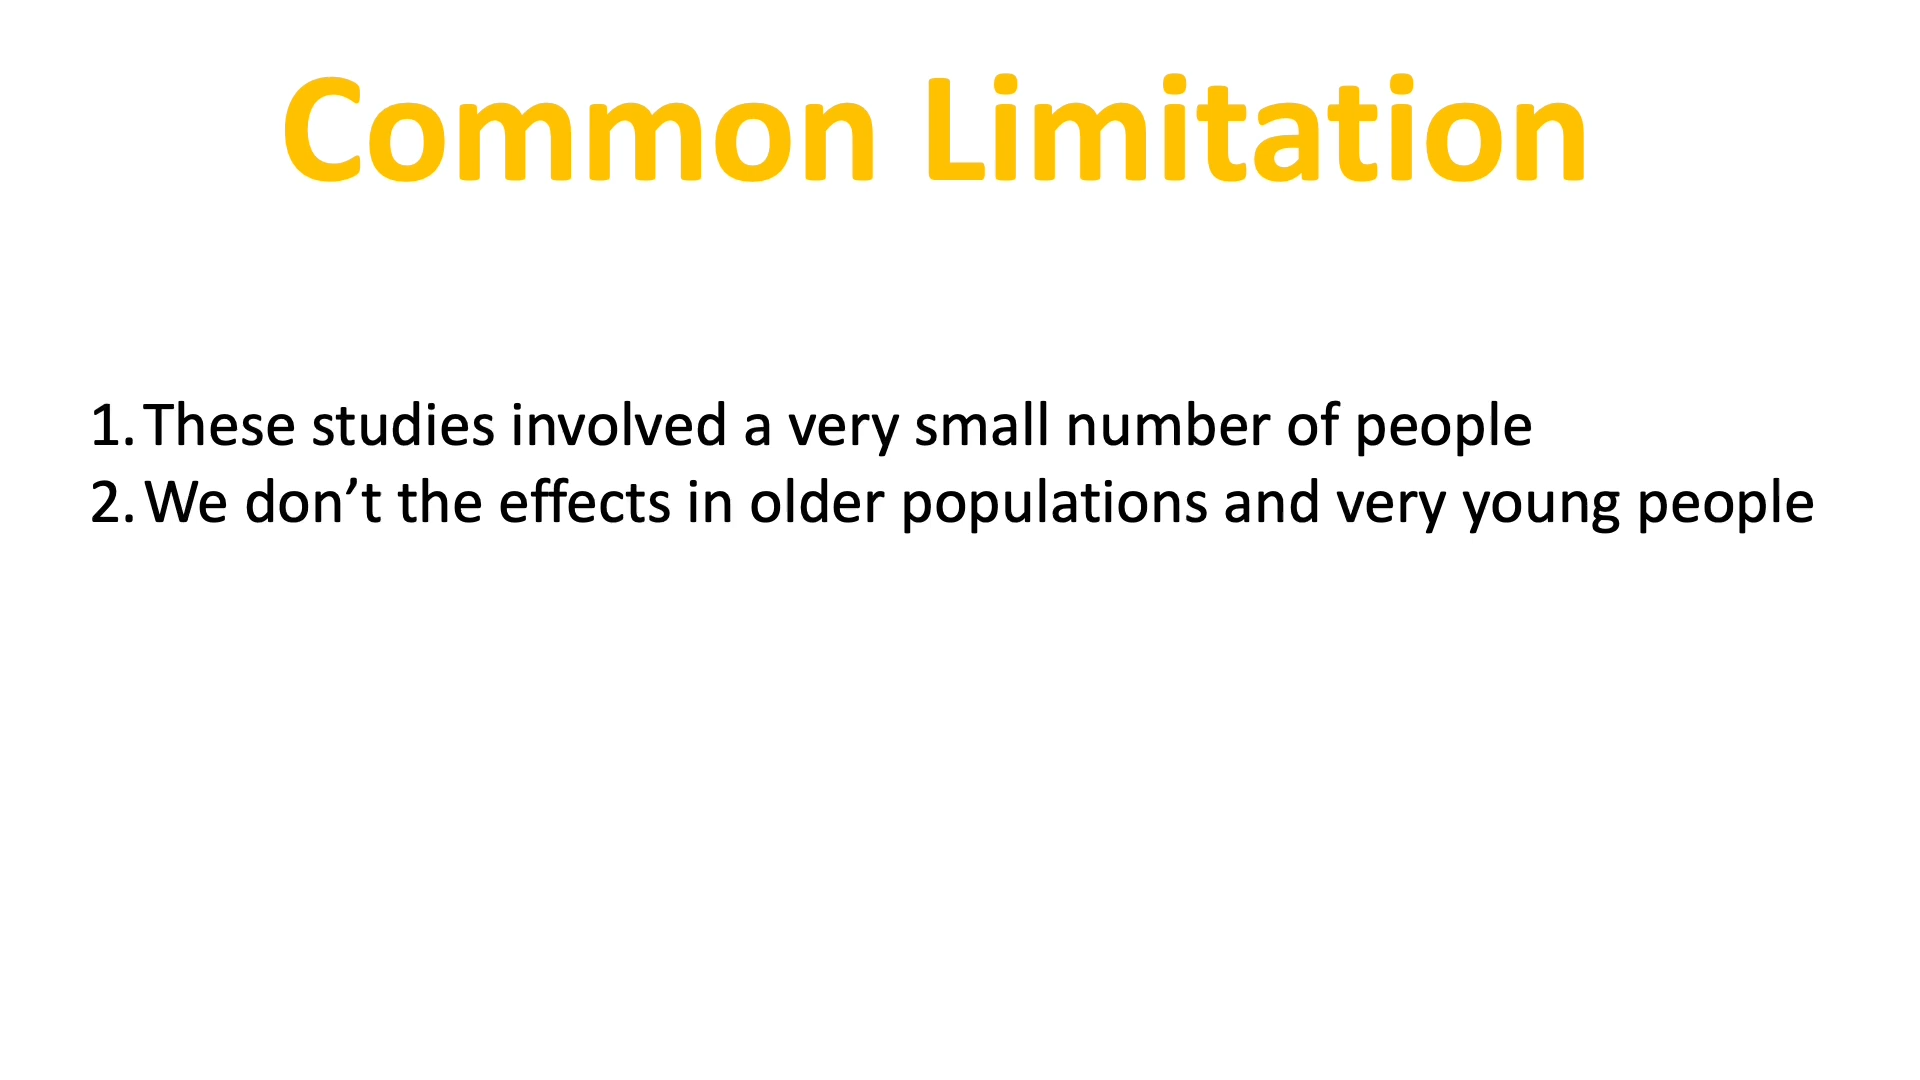 Common Limitation
1. These studies involved a very small number of people
2. We don’t the effects in older populations and very young people